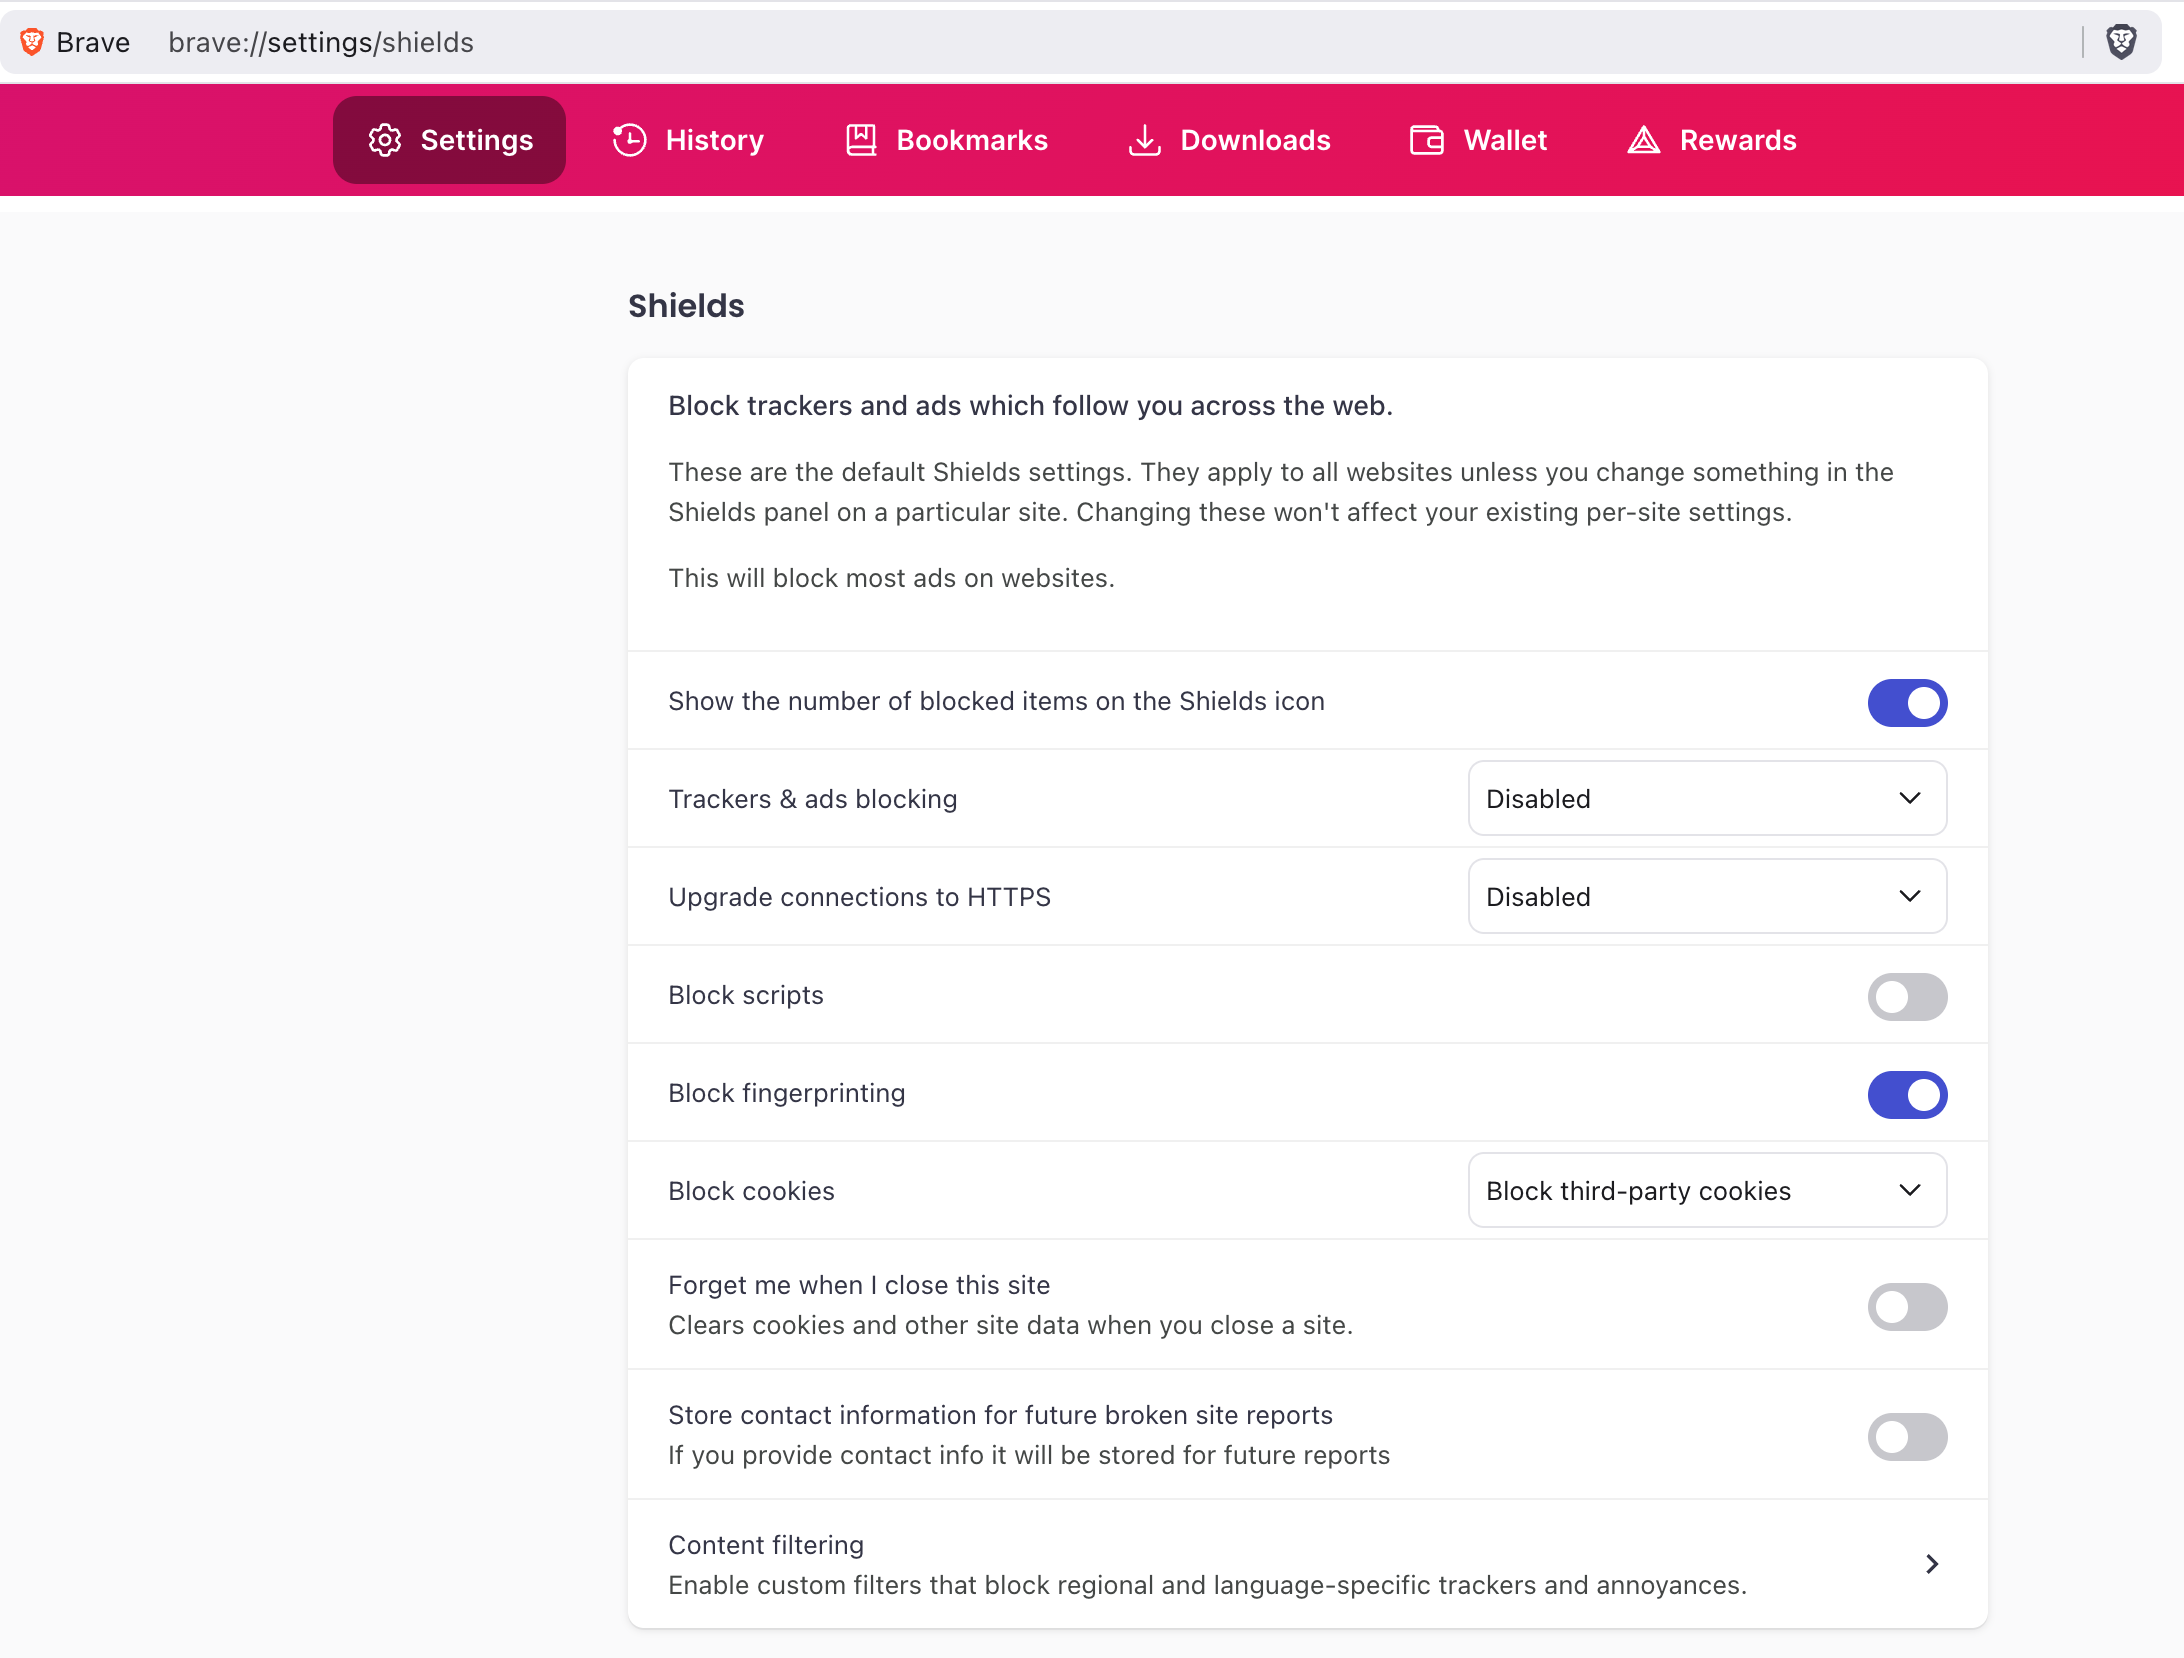 Brave brave://settings/shields
Settings History Bookmarks Downloads Wallet Rewards
Shields
Block trackers and ads which follow you across the web.
These are the default Shields settings. They apply to all websites unless you change something in the
Shields panel on a particular site. Changing these won't affect your existing per-site settings.
This will block most ads on websites.
Show the number of blocked items on the Shields icon
Trackers & ads blocking Disabled
Upgrade connections to HTTPS Disabled
Block scripts
Block fingerprinting
Block cookies Block third-party cookies
Forget me when I close this site
Clears cookies and other site data when you close a site.
Store contact information for future broken site reports
If you provide contact info it will be stored for future reports
Content filtering
Enable custom filters that block regional and language-specific trackers and annoyances.